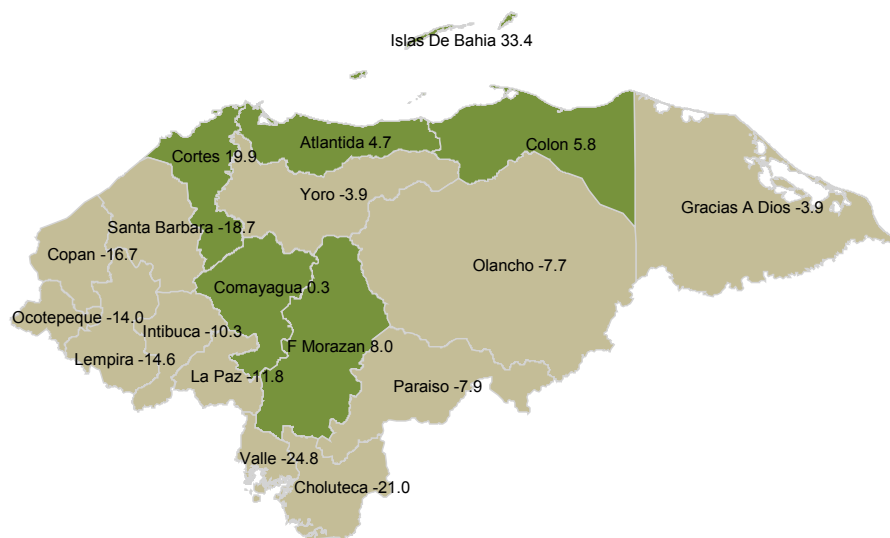 Islas De Bahia 33.4
Atlantida 4.7
Colon 5.8
Cortes 19.9
Yoro -3.9
Gracias A Dios -3.9
Santa Barbara -18.7
Copan -16.7
Olancho -7.7
Comayagua 0.3
Ocotepeque -14.0
Intibuca -10.3
F Morazan 8.0
Lempira -14.6
La Paz -11.8
Paraiso -7.9
Valle -24.8
Choluteca -21.0